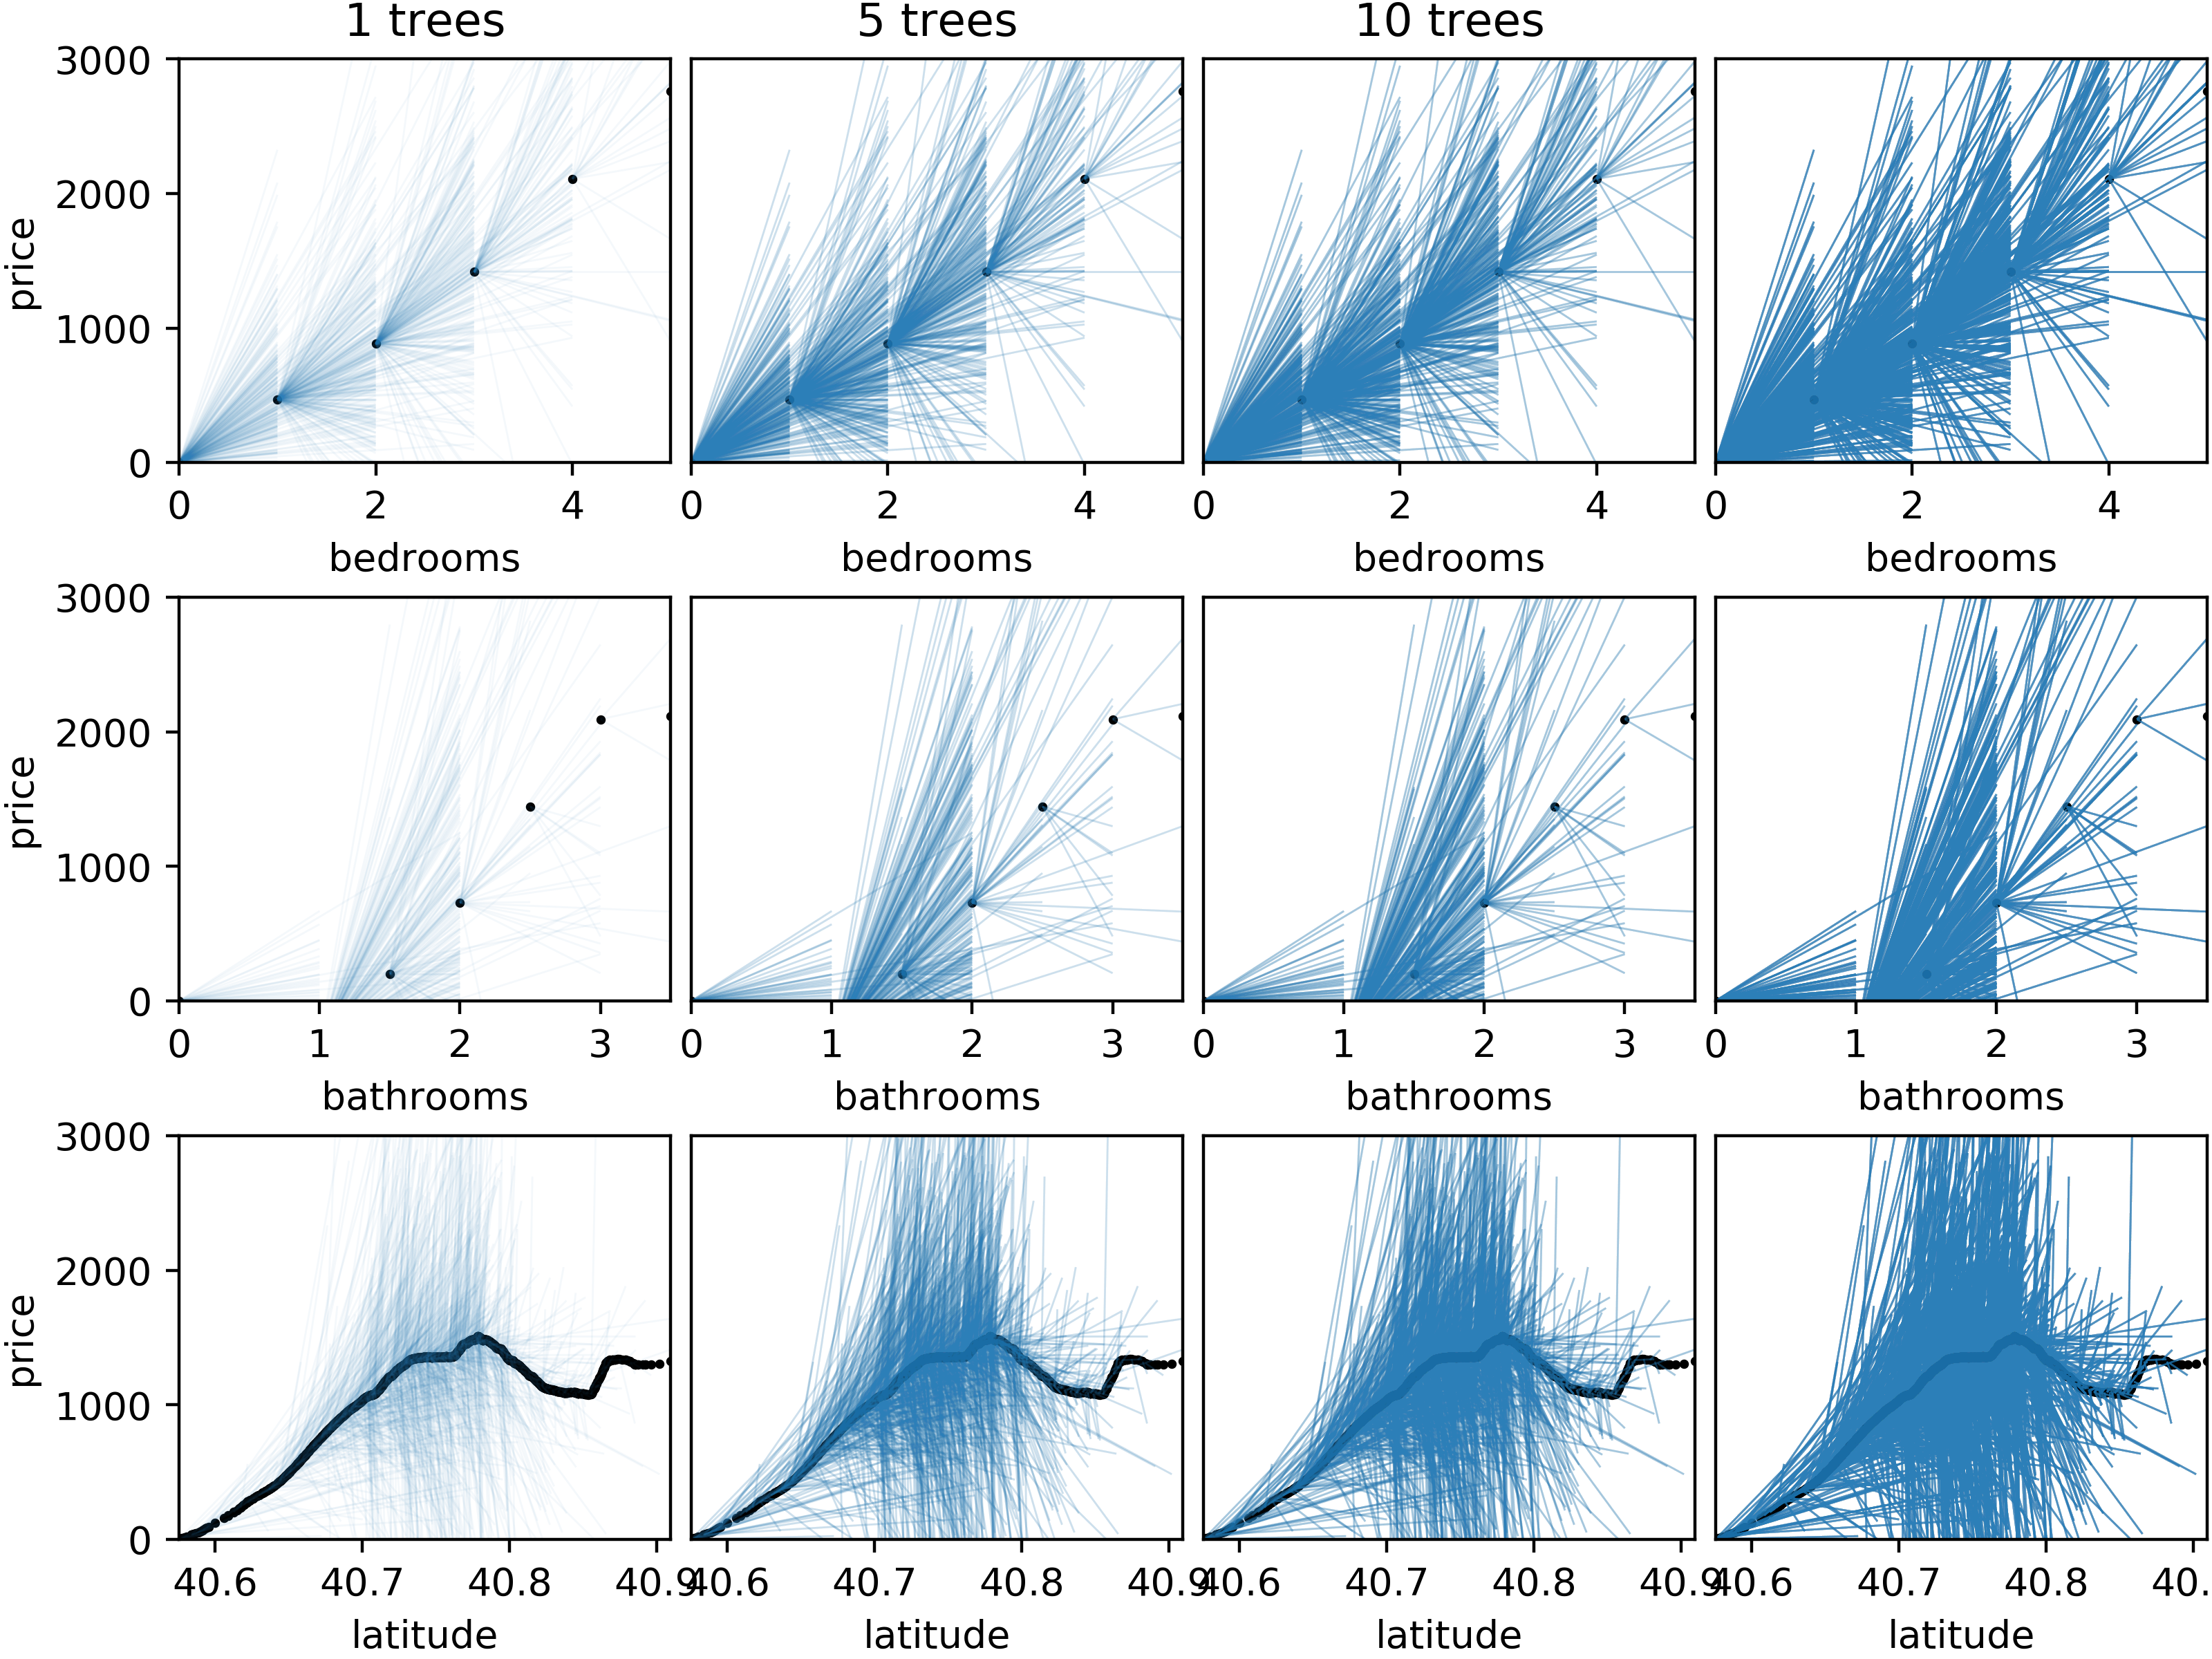 1 trees 5 trees 10 trees
3000
2000
1000
0
price
0 2 4 0 2 4 0 2 4 0 2 4
bedrooms bedrooms bedrooms bedrooms
3000
2000
1000
0
price
0 1 2 3 0 1 2 3 0 1 2 3 0 1 2 3
bathrooms bathrooms bathrooms bathrooms
3000
2000
1000
0
price
40.6 40.7 40.8 40.9 40.6 40.7 40.8 40.9 40.6 40.7 40.8 40.9 40.6 40.7 40.8 40.
latitude latitude latitude latitude